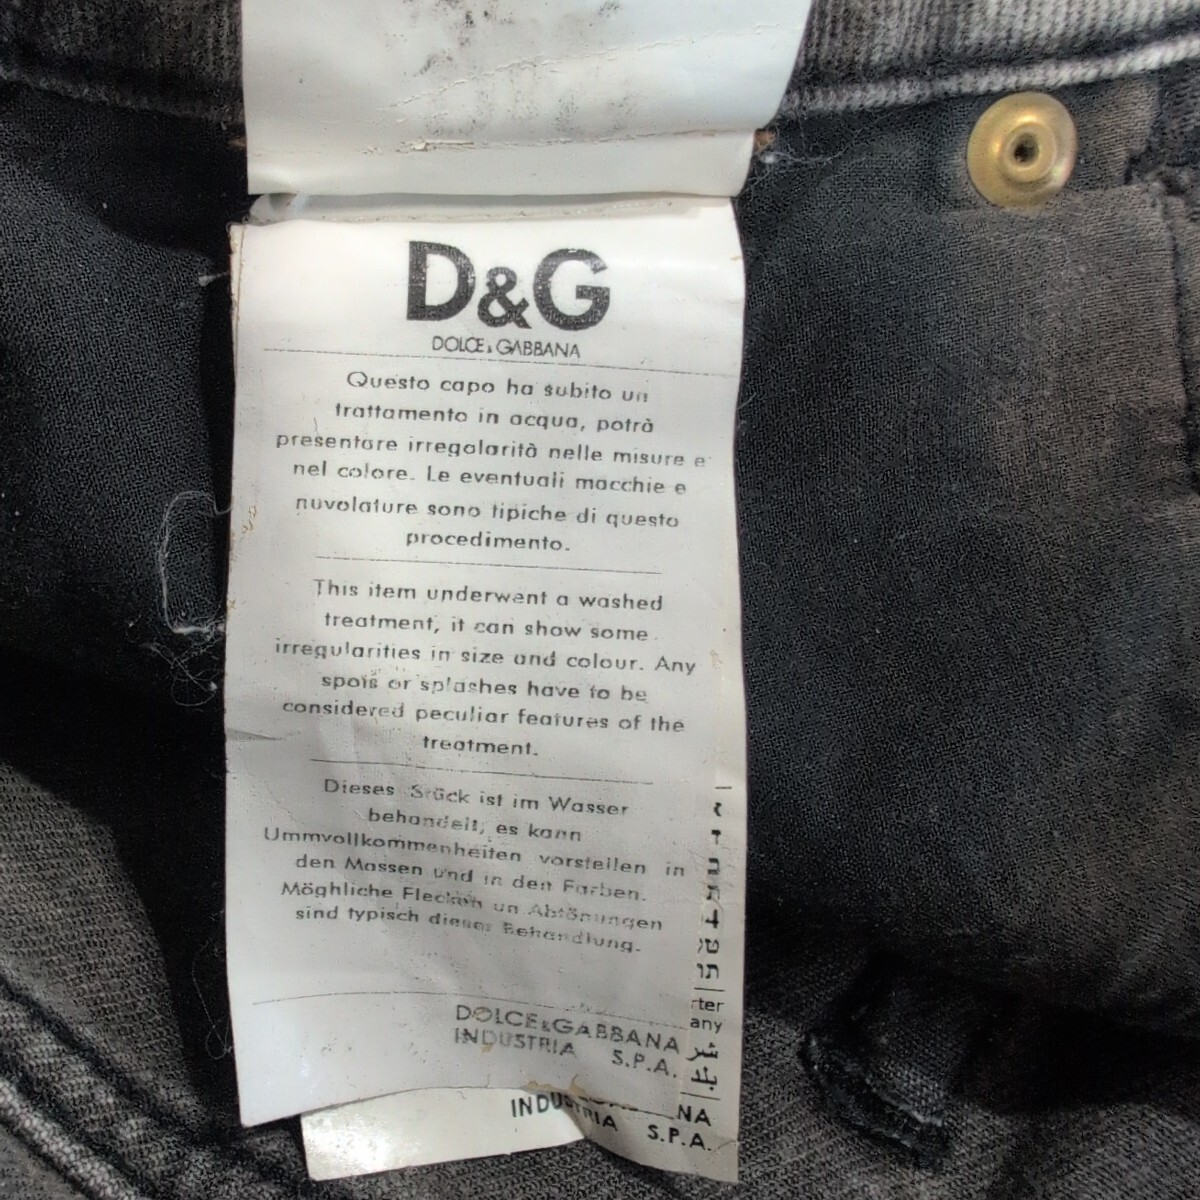 D&G
DOLCE & GABBANA
Questo capo ha subito un
trattamento in acqua, potrà
presentare irregolarità nelle misure e
nel colore. Le eventuali macchie e
nuvolature sono tipiche di questo
procedimento.
This item underwent a washed
treatment, it can show some
irregularities in size and colour. Any
spots or splashes have to be
considered peculiar features of the
treatment.
Dieses Stück ist im Wasser
behandelt, es kann
Ummvollkommenheiten vorstellen in
den Massen und in den Farben.
Möghliche Flecken un Abtönungen
sind typisch dieser Behandlung.
DOLCE & GABBANA
INDUSTRIA S.P.A.
rter
any
NA
INDUSTRIA S.P.A.